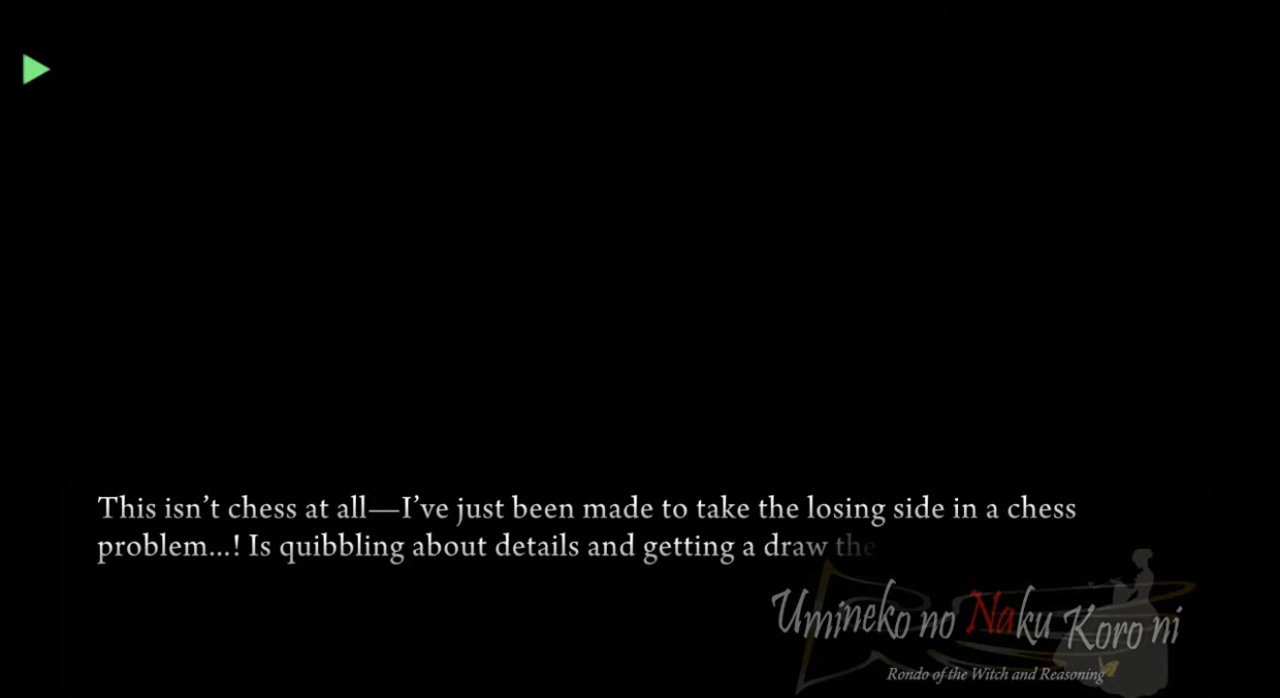 This isn’t chess at all—I’ve just been made to take the losing side in a chess
problem...! Is quibbling about details and getting a draw the
Umineko no Naku Koro ni
Rondo of the Witch and Reasoning